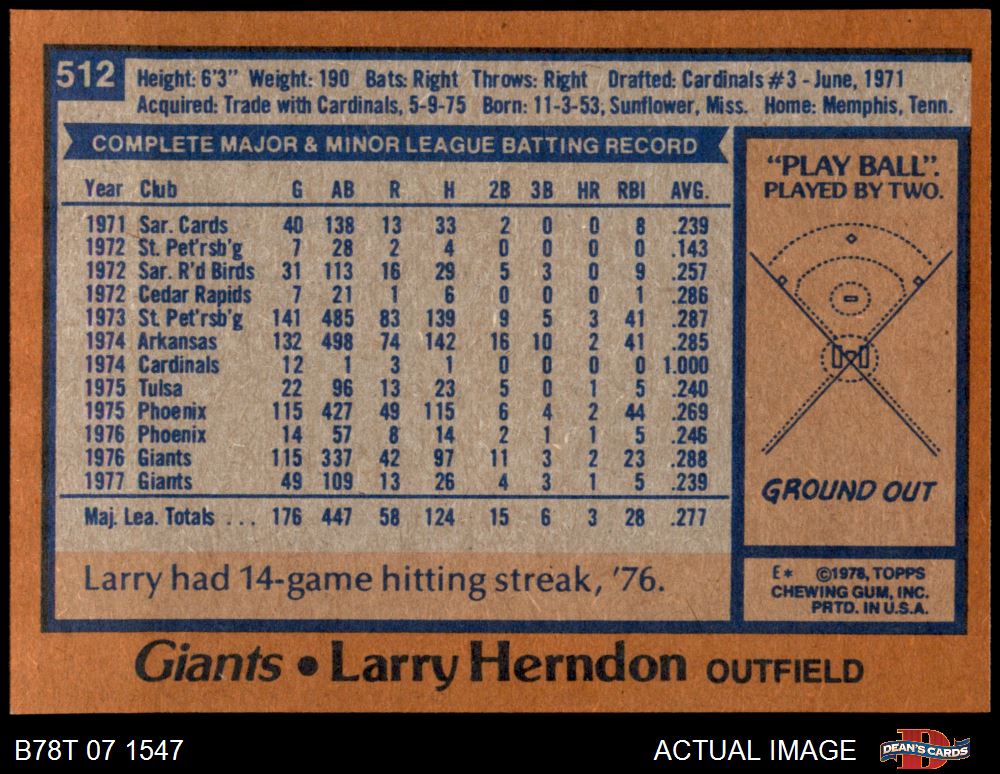 512
Height: 6'3" Weight: 190 Bats: Right Throws: Right Drafted: Cardinals #3 - June, 1971
Acquired: Trade with Cardinals, 5-9-75 Born: 11-3-53, Sunflower, Miss. Home: Memphis, Tenn.
COMPLETE MAJOR & MINOR LEAGUE BATTING RECORD
Year Club G AB R H 2B 3B HR RBI AVG.
1971 Sar. Cards 40 138 13 33 2 0 0 8 .239
1972 St. Pet'rsb'g 7 28 2 4 0 0 0 0 .143
1972 Sar. R'd Birds 31 113 16 29 5 3 0 9 .257
1972 Cedar Rapids 7 21 1 6 0 0 0 1 .286
1973 St. Pet'rsb'g 141 485 83 139 9 5 3 41 .287
1974 Arkansas 132 498 74 142 16 10 2 41 .285
1974 Cardinals 12 1 3 1 0 0 0 0 1.000
1975 Tulsa 22 96 13 23 5 0 1 5 .240
1975 Phoenix 115 427 49 115 6 4 2 44 .269
1976 Phoenix 14 57 8 14 2 1 1 5 .246
1976 Giants 115 337 42 97 11 3 2 23 .288
1977 Giants 49 109 13 26 4 3 1 5 .239
Maj. Lea. Totals ... 176 447 58 124 15 6 3 28 .277
Larry had 14-game hitting streak, '76.
"PLAY BALL".
PLAYED BY TWO.
GROUND OUT
E* ©1978, TOPPS
CHEWING GUM, INC.
PRTD. IN U.S.A.
Giants • Larry Herndon OUTFIELD
B78T 07 1547
ACTUAL IMAGE
DEAN'S CARDS